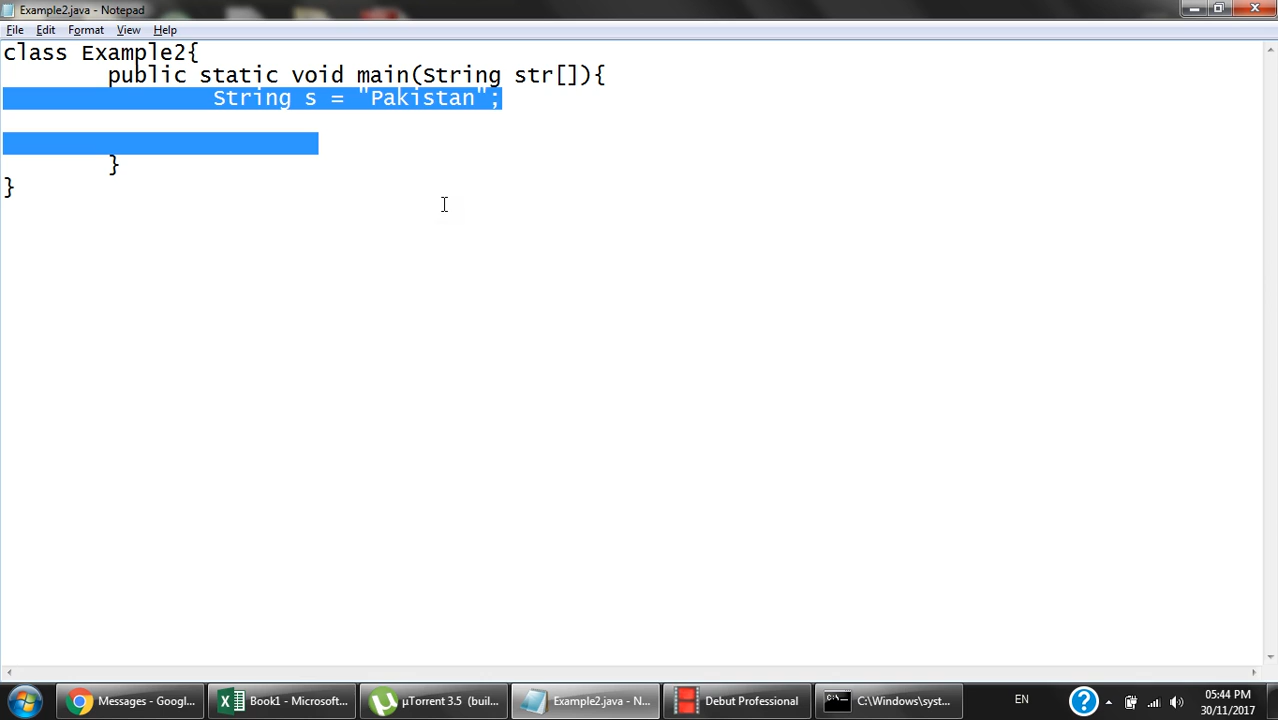 Example2.java - Notepad
File Edit Format View Help
class Example2{
public static void main(String str[]){
String s = "Pakistan";
}
}
Message - Googl...
Book1 - Microsoft...
µTorrent 3.5 (buil...
Example2.java - N...
Debut Professional
C:\Windows\syst...
EN
05:44 PM
30/11/2017